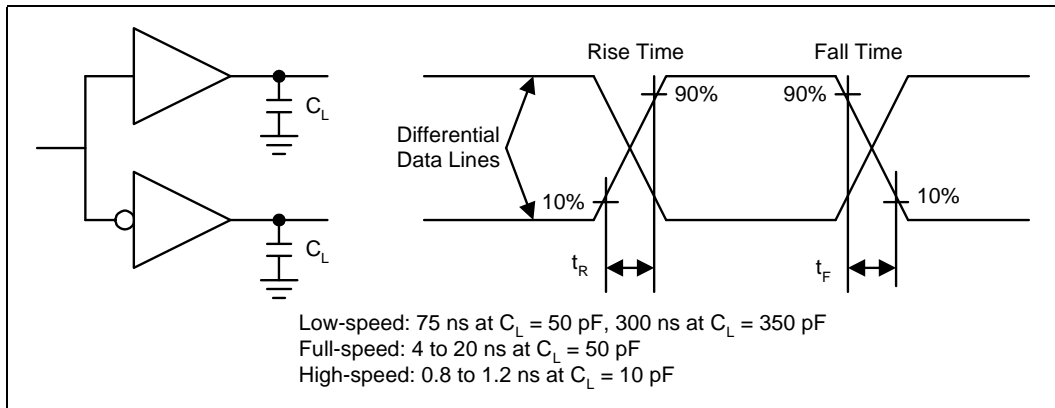 Rise Time
Fall Time
C_L
90%
90%
Differential
Data Lines
10%
10%
C_L
t_R
t_F
Low-speed: 75 ns at C_L = 50 pF, 300 ns at C_L = 350 pF
Full-speed: 4 to 20 ns at C_L = 50 pF
High-speed: 0.8 to 1.2 ns at C_L = 10 pF